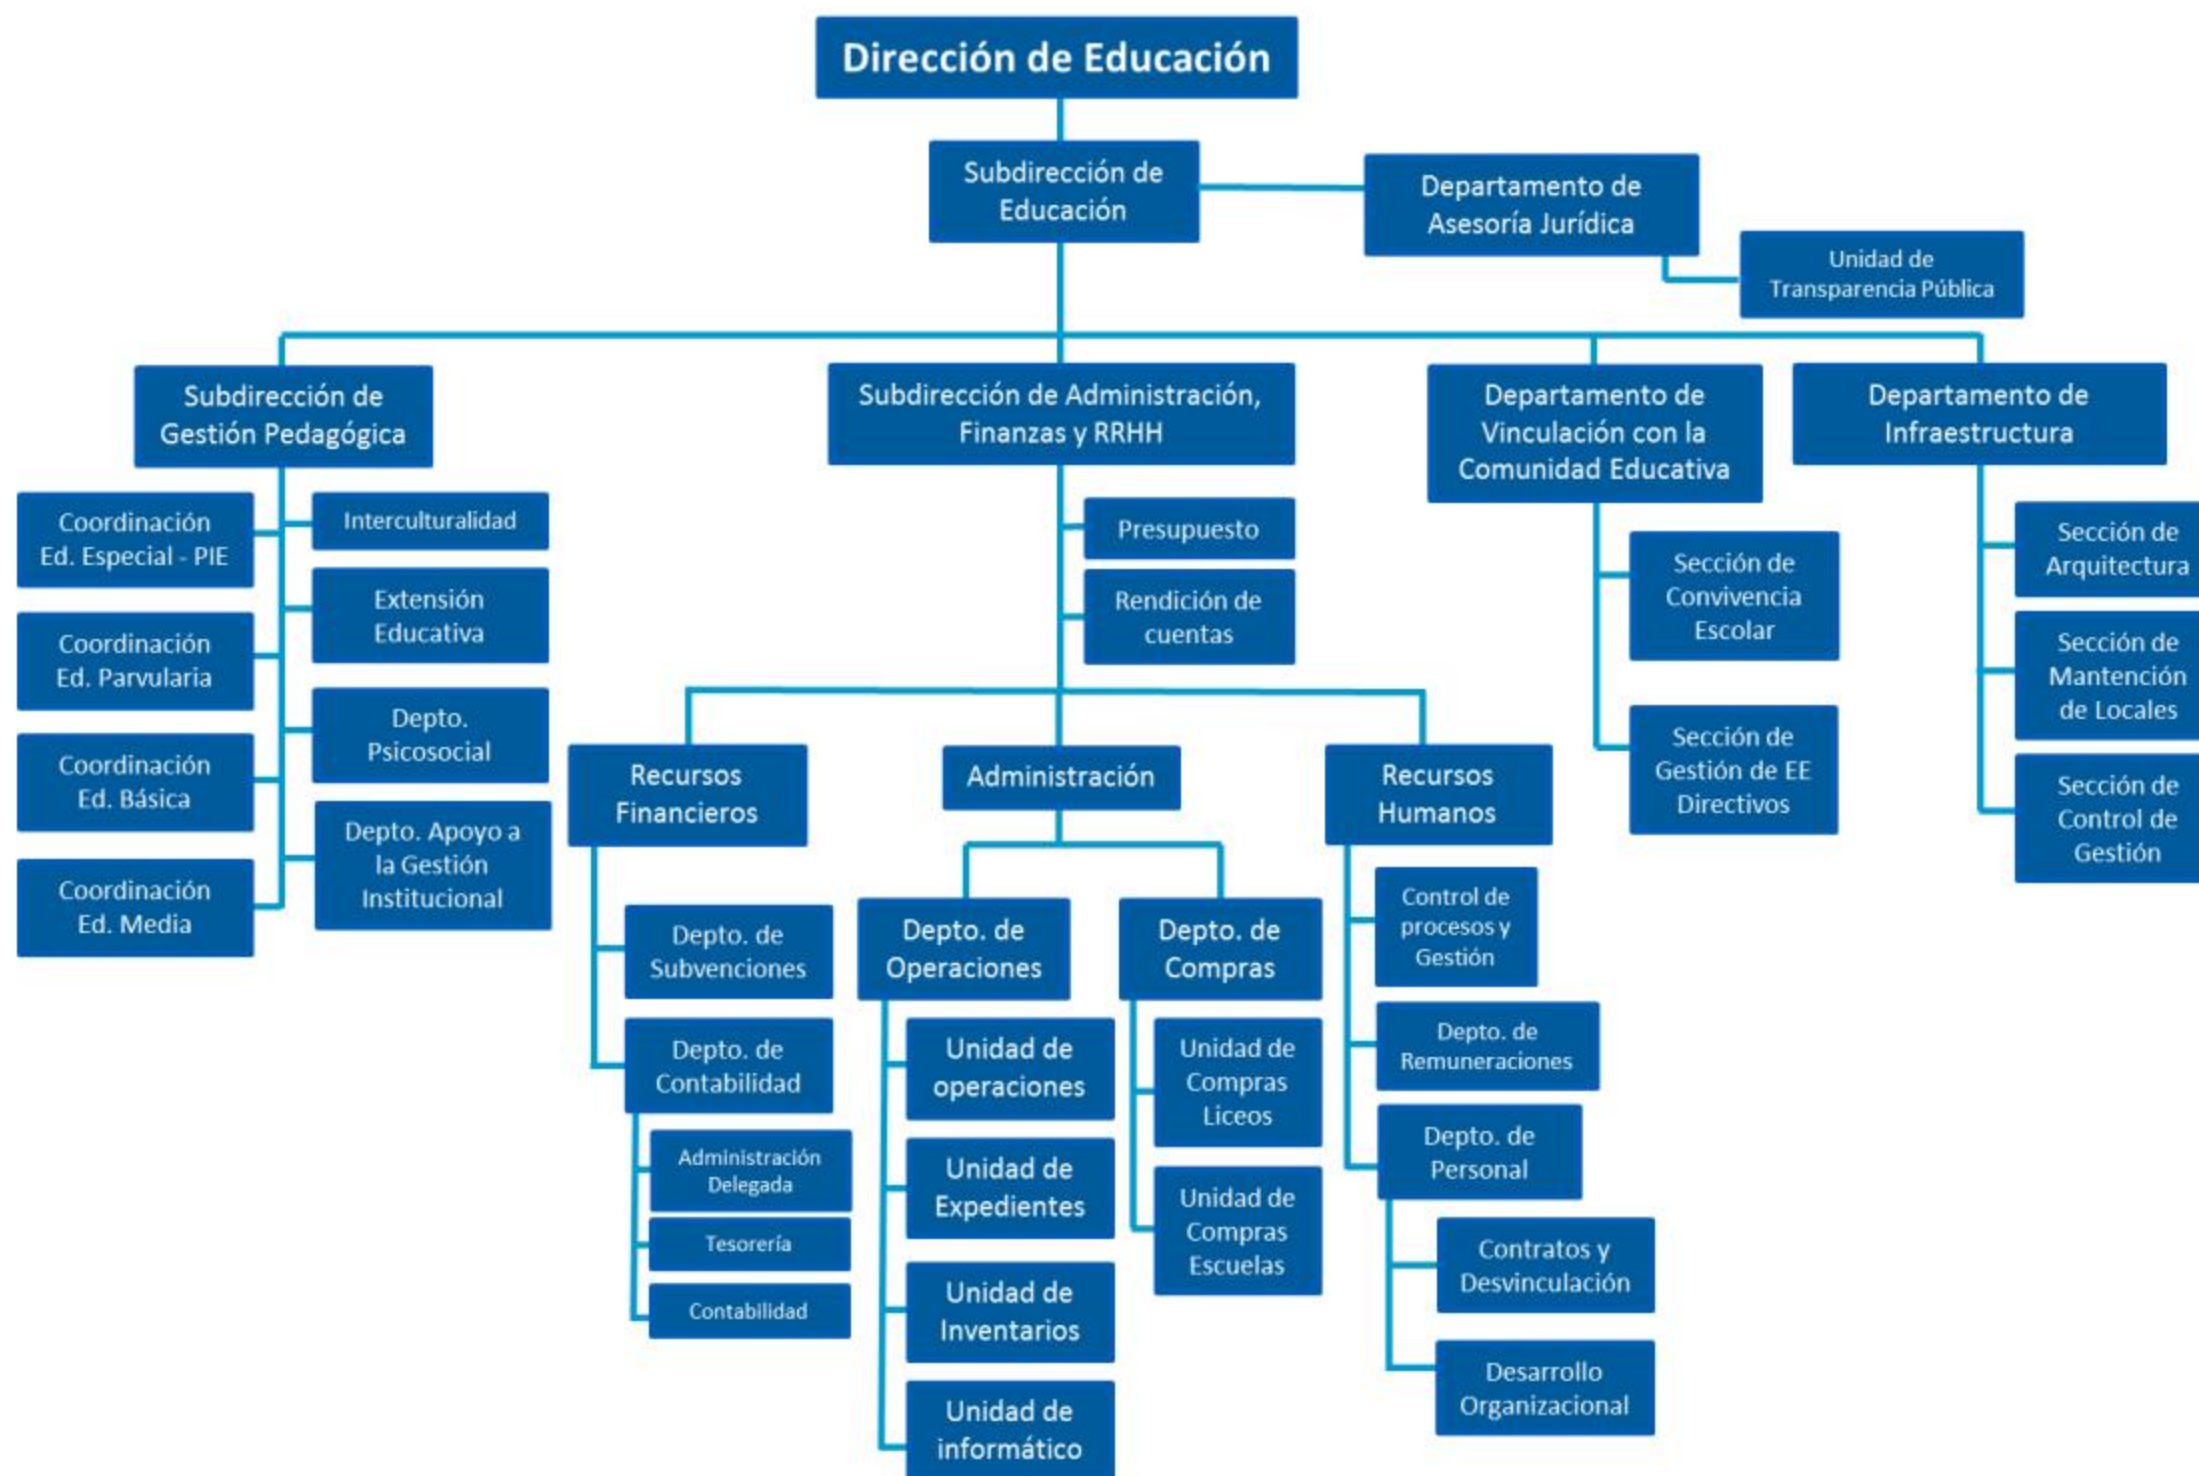 Dirección de Educación
Subdirección de
Educación
Departamento de
Asesoría Jurídica
Unidad de
Transparencia Pública
Subdirección de
Gestión Pedagógica
Coordinación
Ed. Especial - PIE
Coordinación
Ed. Parvularia
Coordinación
Ed. Básica
Coordinación
Ed. Media
Interculturalidad
Extensión
Educativa
Depto.
Psicosocial
Depto. Apoyo a
la Gestión
Institucional
Subdirección de Administración,
Finanzas y RRHH
Presupuesto
Rendición de
cuentas
Recursos
Financieros
Depto. de
Subvenciones
Depto. de
Contabilidad
Administración
Delegada
Tesorería
Contabilidad
Administración
Depto. de
Operaciones
Unidad de
operaciones
Unidad de
Expedientes
Unidad de
Inventarios
Unidad de
informático
Depto. de
Compras
Unidad de
Compras
Liceos
Unidad de
Compras
Escuelas
Recursos
Humanos
Control de
procesos y
Gestión
Depto. de
Remuneraciones
Depto. de
Personal
Contratos y
Desvinculación
Desarrollo
Organizacional
Departamento de
Vinculación con la
Comunidad Educativa
Sección de
Convivencia
Escolar
Sección de
Gestión de EE
Directivos
Departamento de
Infraestructura
Sección de
Arquitectura
Sección de
Mantención
de Locales
Sección de
Control de
Gestión